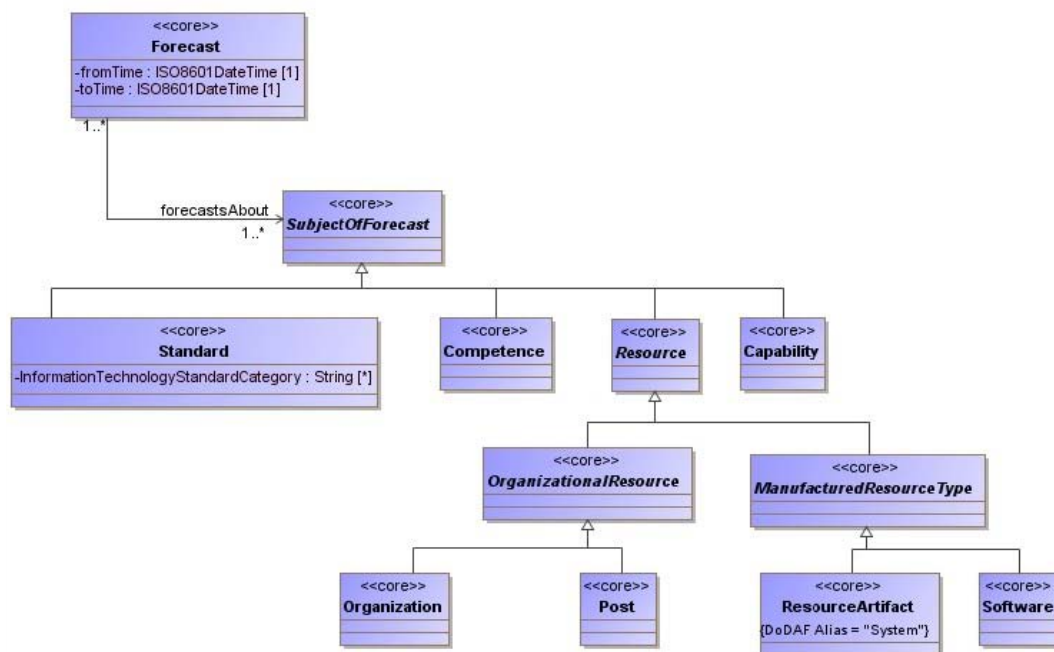 <<core>>
Forecast
-fromTime : ISO8601DateTime [1]
-toTime : ISO8601DateTime [1]
1..*
forecastsAbout
1..*
<<core>>
SubjectOfForecast
<<core>>
Standard
-InformationTechnologyStandardCategory : String [*]
<<core>>
Competence
<<core>>
Resource
<<core>>
Capability
<<core>>
OrganizationalResource
<<core>>
ManufacturedResourceType
<<core>>
Organization
<<core>>
Post
<<core>>
ResourceArtifact
{DoDAF Alias = "System"}
<<core>>
Software